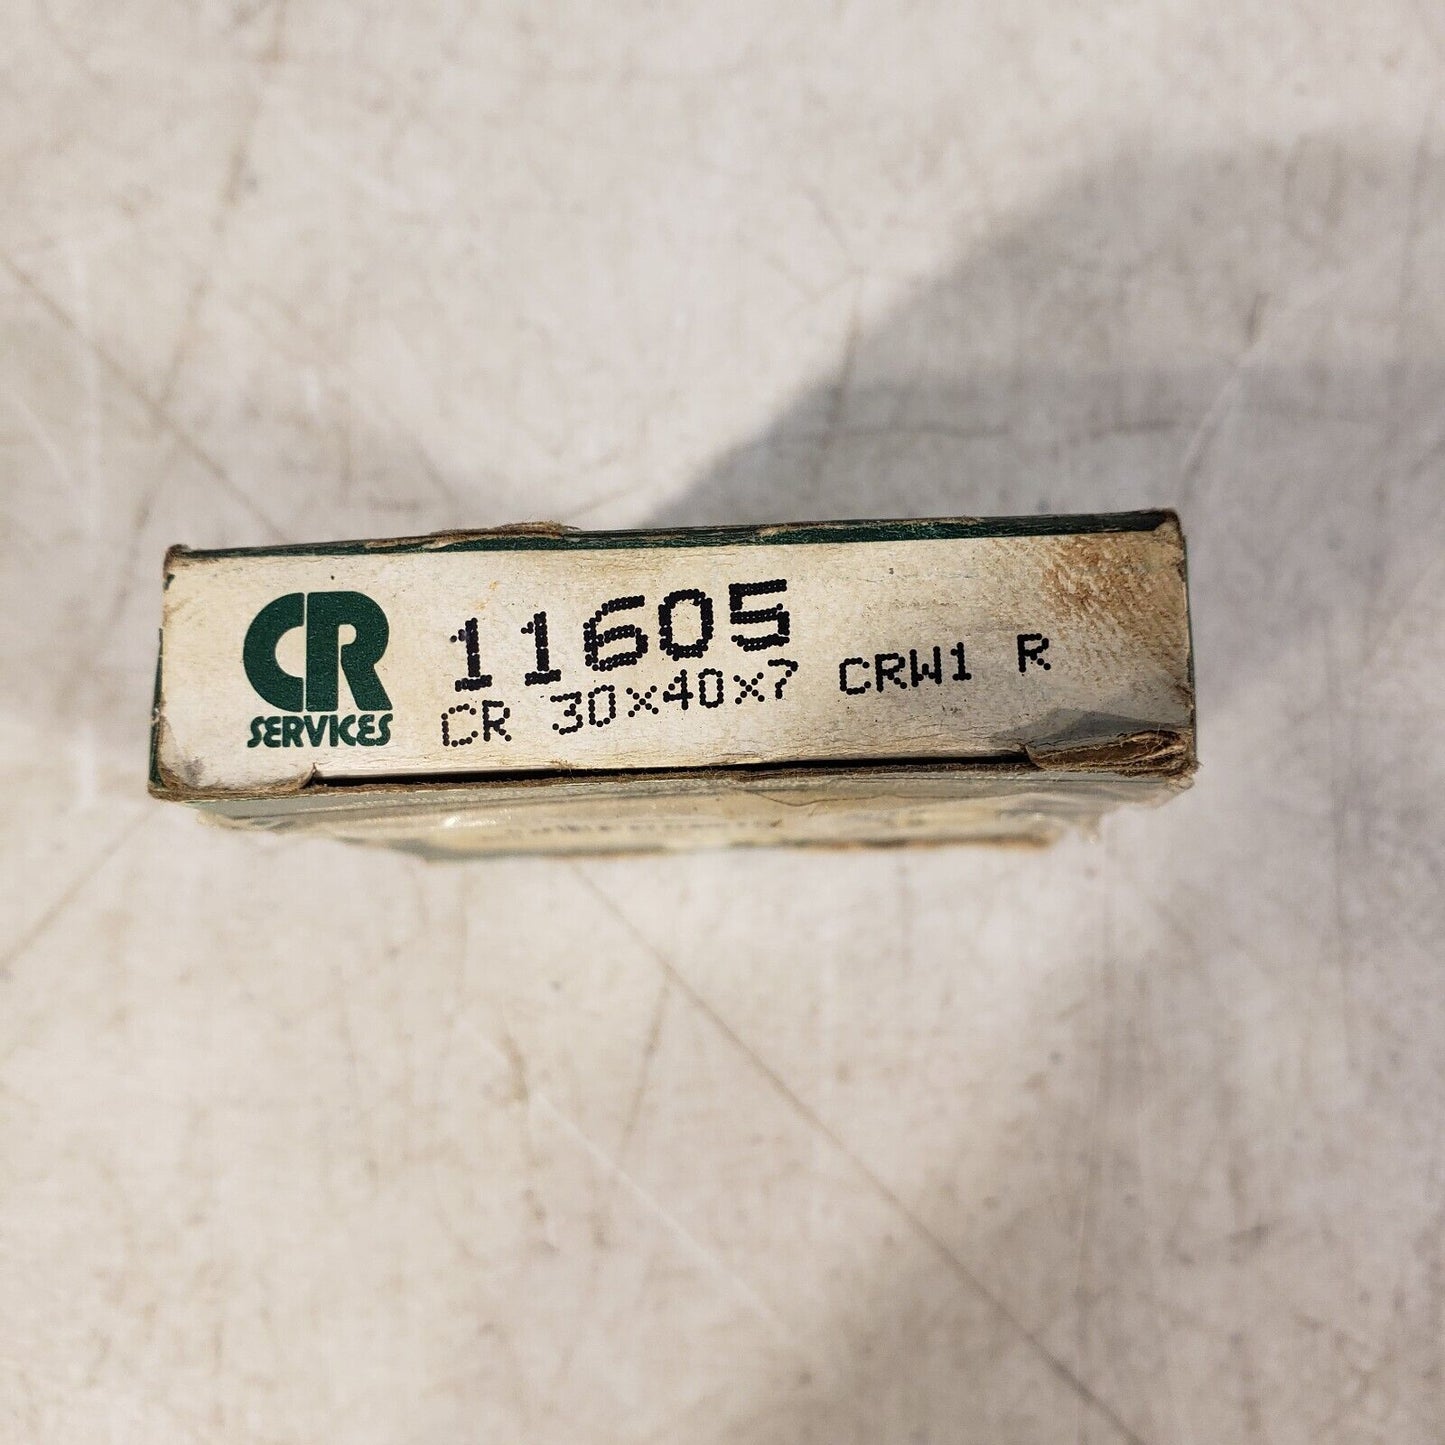 CR
SERVICES
11605
CR 30x40x7 CRW1 R